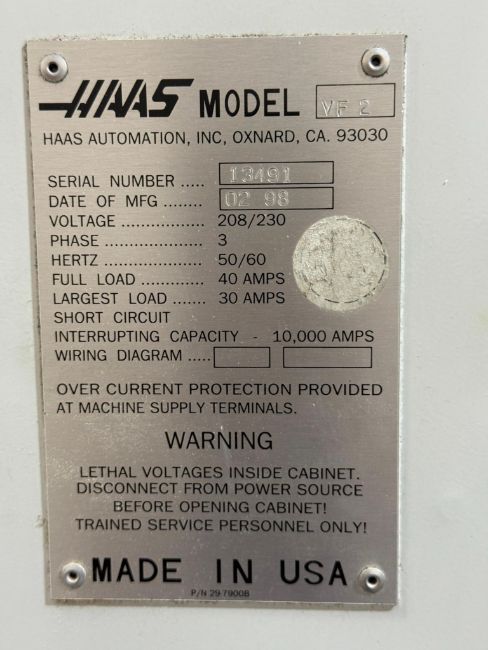 HAAS MODEL VF 2
HAAS AUTOMATION, INC, OXNARD, CA. 93030
SERIAL NUMBER ..... 13491
DATE OF MFG ........ 02 98
VOLTAGE ................. 208/230
PHASE .................... 3
HERTZ .................... 50/60
FULL LOAD ............. 40 AMPS
LARGEST LOAD ....... 30 AMPS
SHORT CIRCUIT
INTERRUPTING CAPACITY - 10,000 AMPS
WIRING DIAGRAM .....
OVER CURRENT PROTECTION PROVIDED
AT MACHINE SUPPLY TERMINALS.
WARNING
LETHAL VOLTAGES INSIDE CABINET.
DISCONNECT FROM POWER SOURCE
BEFORE OPENING CABINET!
TRAINED SERVICE PERSONNEL ONLY!
MADE IN USA
P/N 29-7900B